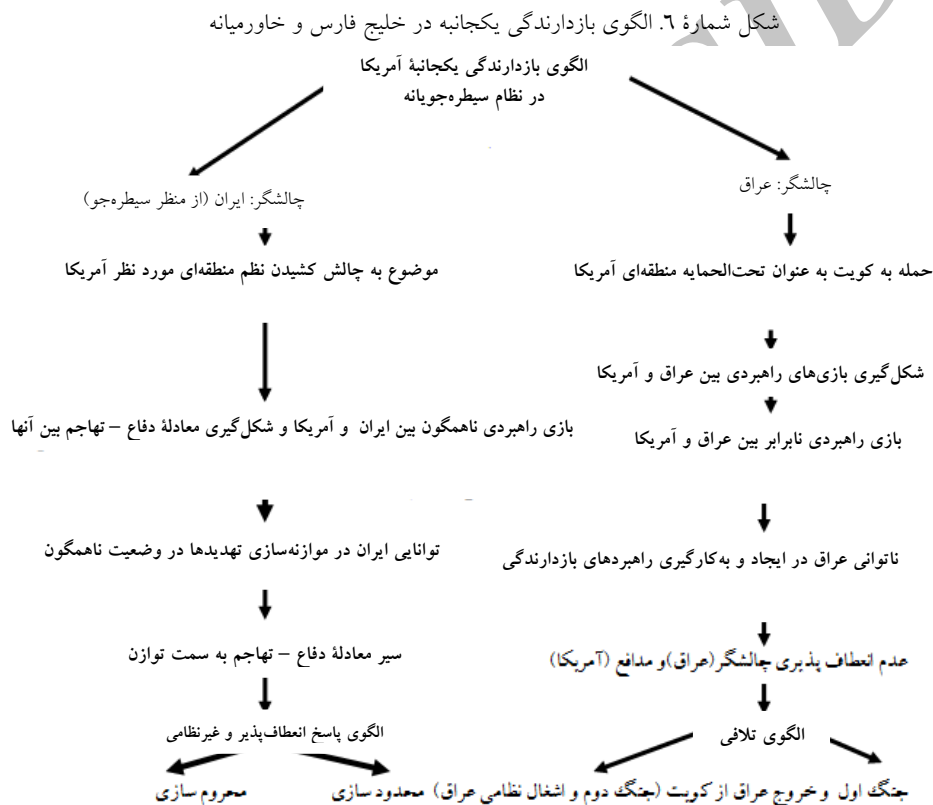 شکل شمارهٔ ٦. الگوی بازدارندگی یکجانبه در خلیج فارس و خاورمیانه
الگوی بازدارندگی یکجانبهٔ آمریکا
در نظام سیطره‌جویانه
چالشگر: عراق
چالشگر: ایران (از منظر سیطره‌جو)
حمله به کویت به عنوان تحت‌الحمایه منطقه‌ای آمریکا
موضوع به چالش کشیدن نظم منطقه‌ای مورد نظر آمریکا
شکل‌گیری بازی‌های راهبردی بین عراق و آمریکا
بازی راهبردی نابرابر بین عراق و آمریکا
بازی راهبردی ناهمگون بین ایران و آمریکا و شکل‌گیری معادلهٔ دفاع – تهاجم بین آنها
ناتوانی عراق در ایجاد و به‌کارگیری راهبردهای بازدارندگی
توانایی ایران در موازنه‌سازی تهدیدها در وضعیت ناهمگون
عدم انعطاف پذیری چالشگر(عراق)و مدافع (آمریکا)
سیر معادلهٔ دفاع – تهاجم به سمت توازن
الگوی تلافی
الگوی پاسخ انعطاف‌پذیر و غیرنظامی
جنگ اول و خروج عراق از کویت (جنگ دوم و اشغال نظامی عراق) محدود سازی محروم سازی